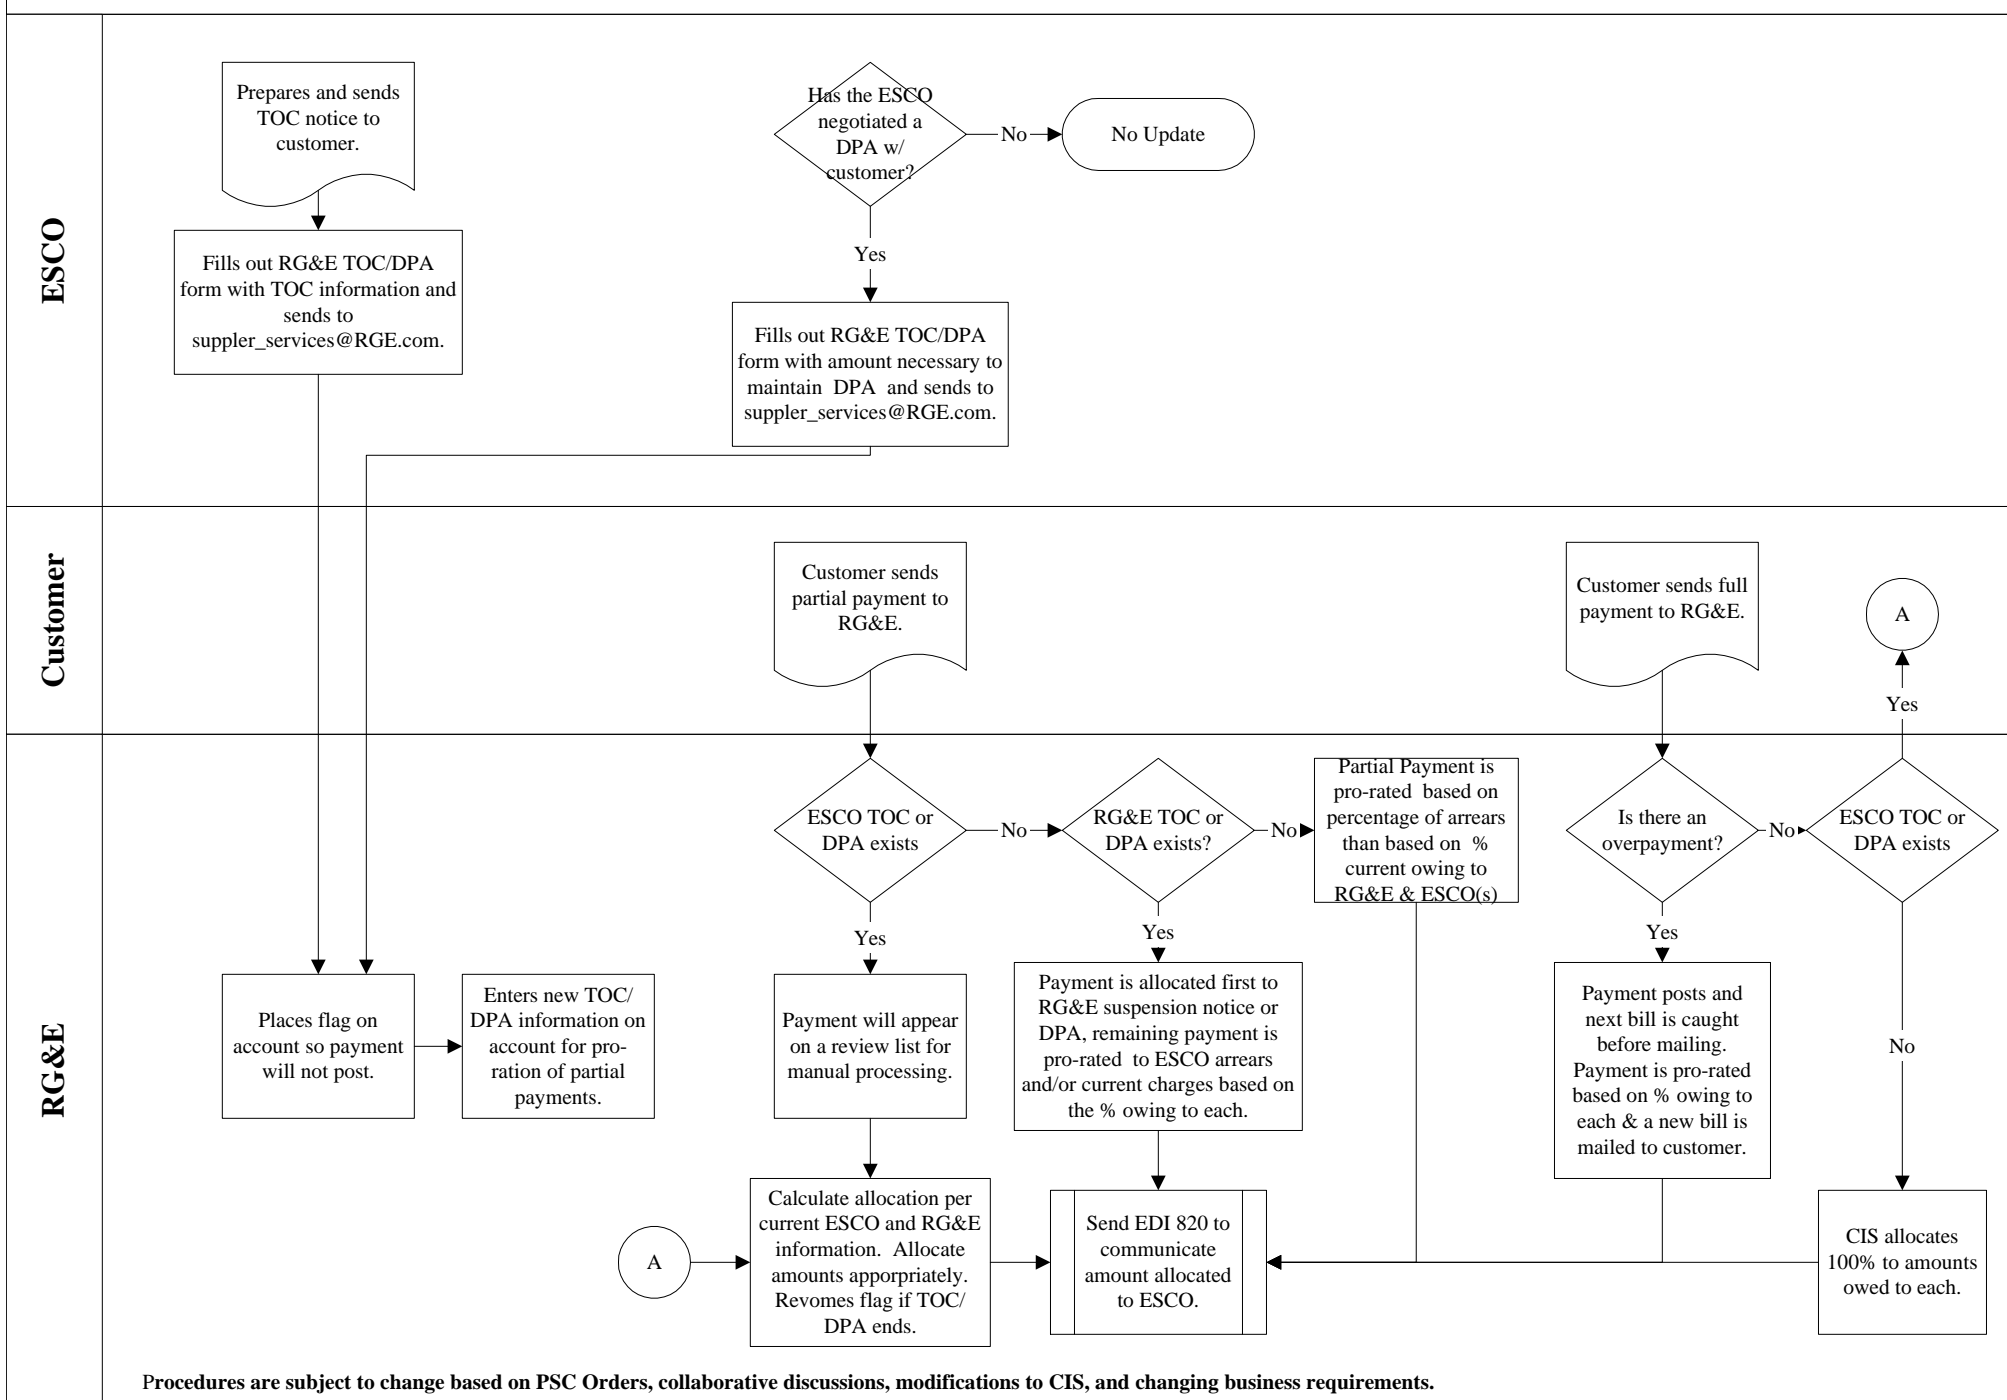 ESCO
Prepares and sends
TOC notice to
customer.
Fills out RG&E TOC/DPA
form with TOC information and
sends to
suppler_services@RGE.com.
Has the ESCO
negotiated a
DPA w/
customer?
No
No Update
Yes
Fills out RG&E TOC/DPA
form with amount necessary to
maintain DPA and sends to
suppler_services@RGE.com.
Customer
Customer sends
partial payment to
RG&E.
Customer sends full
payment to RG&E.
A
Yes
RG&E
ESCO TOC or
DPA exists
No
RG&E TOC or
DPA exists?
No
Partial Payment is
pro-rated based on
percentage of arrears
than based on %
current owing to
RG&E & ESCO(s)
Is there an
overpayment?
No
ESCO TOC or
DPA exists
Yes
Yes
Yes
No
Places flag on
account so payment
will not post.
Enters new TOC/
DPA information on
account for pro-
ration of partial
payments.
Payment will appear
on a review list for
manual processing.
Payment is allocated first to
RG&E suspension notice or
DPA, remaining payment is
pro-rated to ESCO arrears
and/or current charges based on
the % owing to each.
Payment posts and
next bill is caught
before mailing.
Payment is pro-rated
based on % owing to
each & a new bill is
mailed to customer.
A
Calculate allocation per
current ESCO and RG&E
information. Allocate
amounts apporpriately.
Revomes flag if TOC/
DPA ends.
Send EDI 820 to
communicate
amount allocated
to ESCO.
CIS allocates
100% to amounts
owed to each.
Procedures are subject to change based on PSC Orders, collaborative discussions, modifications to CIS, and changing business requirements.